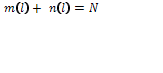 m(l) + n(l) = N